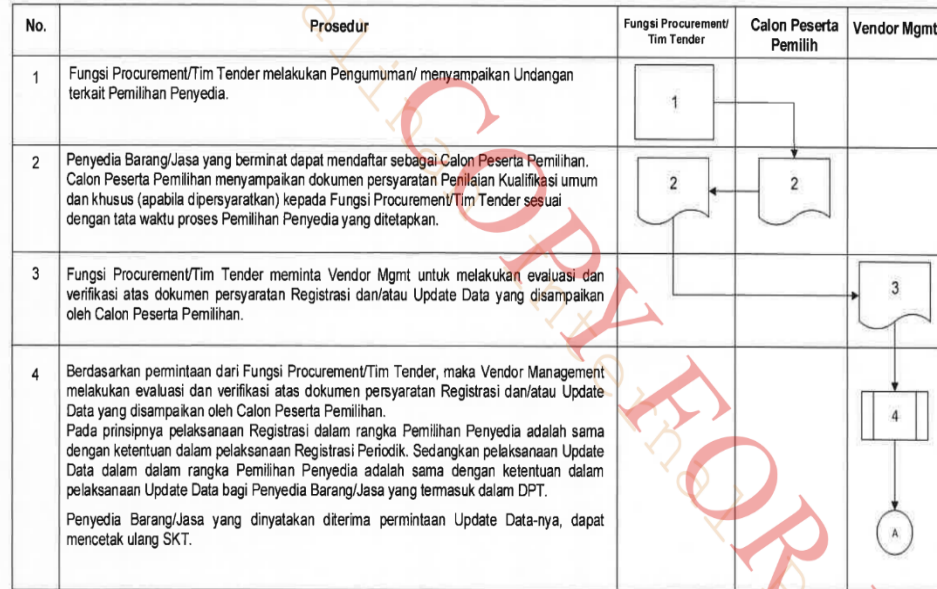 No.
Prosedur
Fungsi Procurement/
Tim Tender
Calon Peserta
Pemilih
Vendor Mgmt
1
Fungsi Procurement/Tim Tender melakukan Pengumuman/ menyampaikan Undangan
terkait Pemilihan Penyedia.
1
2
Penyedia Barang/Jasa yang berminat dapat mendaftar sebagai Calon Peserta Pemilihan.
Calon Peserta Pemilihan menyampaikan dokumen persyaratan Penilaian Kualifikasi umum
dan khusus (apabila dipersyaratkan) kepada Fungsi Procurement/Tim Tender sesuai
dengan tata waktu proses Pemilihan Penyedia yang ditetapkan.
2
2
3
Fungsi Procurement/Tim Tender meminta Vendor Mgmt untuk melakukan evaluasi dan
verifikasi atas dokumen persyaratan Registrasi dan/atau Update Data yang disampaikan
oleh Calon Peserta Pemilihan.
3
4
Berdasarkan permintaan dari Fungsi Procurement/Tim Tender, maka Vendor Management
melakukan evaluasi dan verifikasi atas dokumen persyaratan Registrasi dan/atau Update
Data yang disampaikan oleh Calon Peserta Pemilihan.
Pada prinsipnya pelaksanaan Registrasi dalam rangka Pemilihan Penyedia adalah sama
dengan ketentuan dalam pelaksanaan Registrasi Periodik. Sedangkan pelaksanaan Update
Data dalam dalam rangka Pemilihan Penyedia adalah sama dengan ketentuan dalam
pelaksanaan Update Data bagi Penyedia Barang/Jasa yang termasuk dalam DPT.
Penyedia Barang/Jasa yang dinyatakan diterima permintaan Update Data-nya, dapat
mencetak ulang SKT.
4
A
COPY FOR